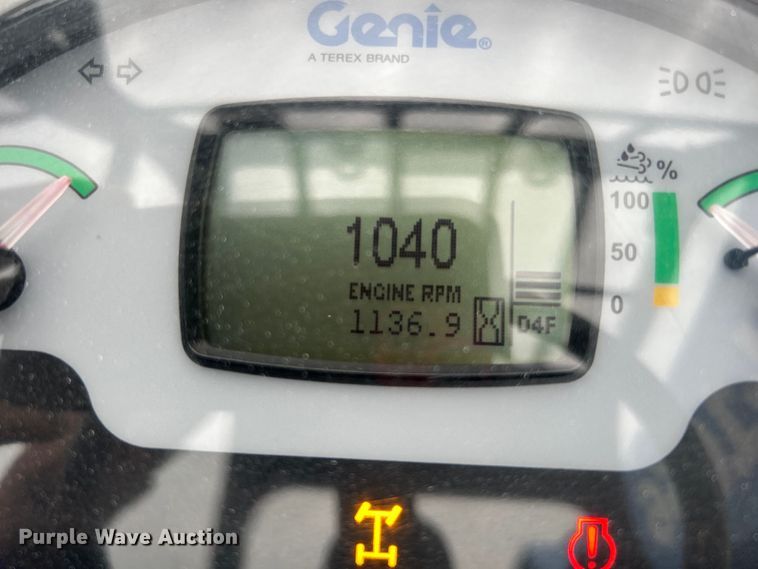 Genie®
A TEREX BRAND
%
100
50
0
1040
ENGINE RPM
1136.9
D4F
Purple Wave Auction®